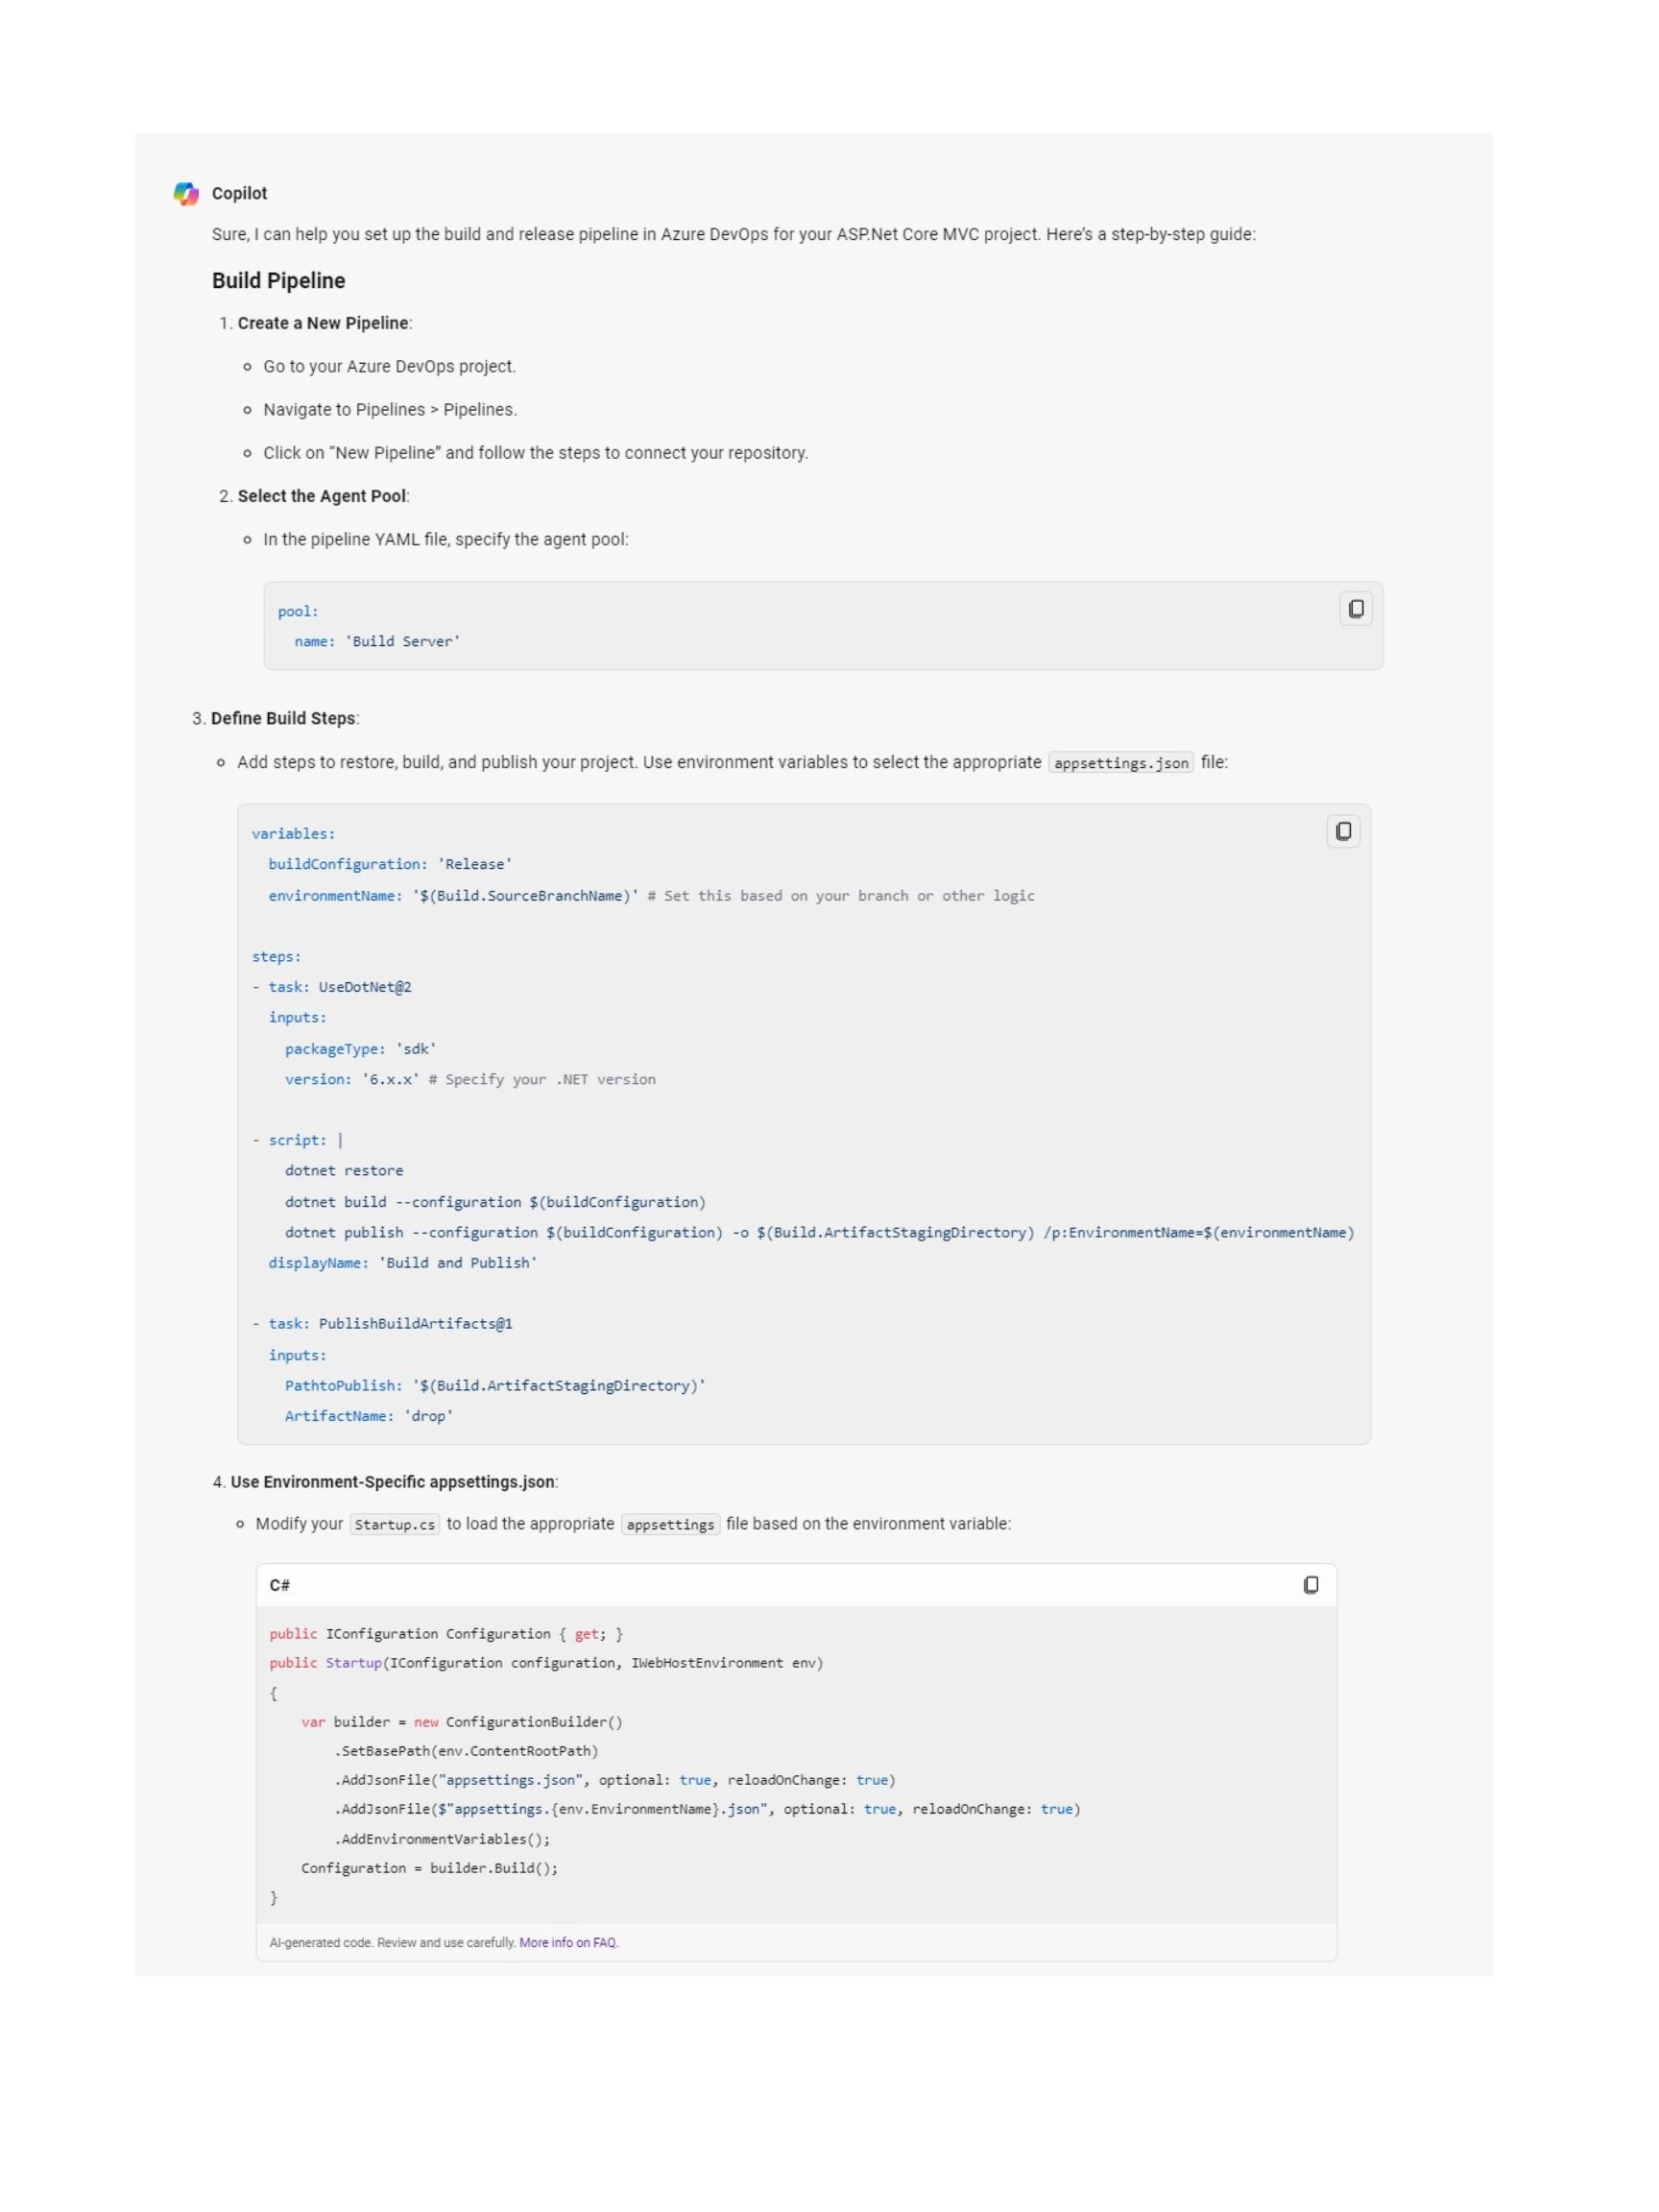 Copilot
Sure, I can help you set up the build and release pipeline in Azure DevOps for your ASP.Net Core MVC project. Here’s a step-by-step guide:
Build Pipeline
1. Create a New Pipeline:
Go to your Azure DevOps project.
Navigate to Pipelines > Pipelines.
Click on “New Pipeline” and follow the steps to connect your repository.
2. Select the Agent Pool:
In the pipeline YAML file, specify the agent pool:
pool:
  name: 'Build Server'
3. Define Build Steps:
Add steps to restore, build, and publish your project. Use environment variables to select the appropriate appsettings.json file:
variables:
  buildConfiguration: 'Release'
  environmentName: '$(Build.SourceBranchName)' # Set this based on your branch or other logic
steps:
- task: UseDotNet@2
  inputs:
    packageType: 'sdk'
    version: '6.x.x' # Specify your .NET version
- script: |
    dotnet restore
    dotnet build --configuration $(buildConfiguration)
    dotnet publish --configuration $(buildConfiguration) -o $(Build.ArtifactStagingDirectory) /p:EnvironmentName=$(environmentName)
  displayName: 'Build and Publish'
- task: PublishBuildArtifacts@1
  inputs:
    PathtoPublish: '$(Build.ArtifactStagingDirectory)'
    ArtifactName: 'drop'
4. Use Environment-Specific appsettings.json:
Modify your Startup.cs to load the appropriate appsettings file based on the environment variable:
C#
public IConfiguration Configuration { get; }
public Startup(IConfiguration configuration, IWebHostEnvironment env)
{
    var builder = new ConfigurationBuilder()
        .SetBasePath(env.ContentRootPath)
        .AddJsonFile("appsettings.json", optional: true, reloadOnChange: true)
        .AddJsonFile($"appsettings.{env.EnvironmentName}.json", optional: true, reloadOnChange: true)
        .AddEnvironmentVariables();
    Configuration = builder.Build();
}
AI-generated code. Review and use carefully. More info on FAQ.